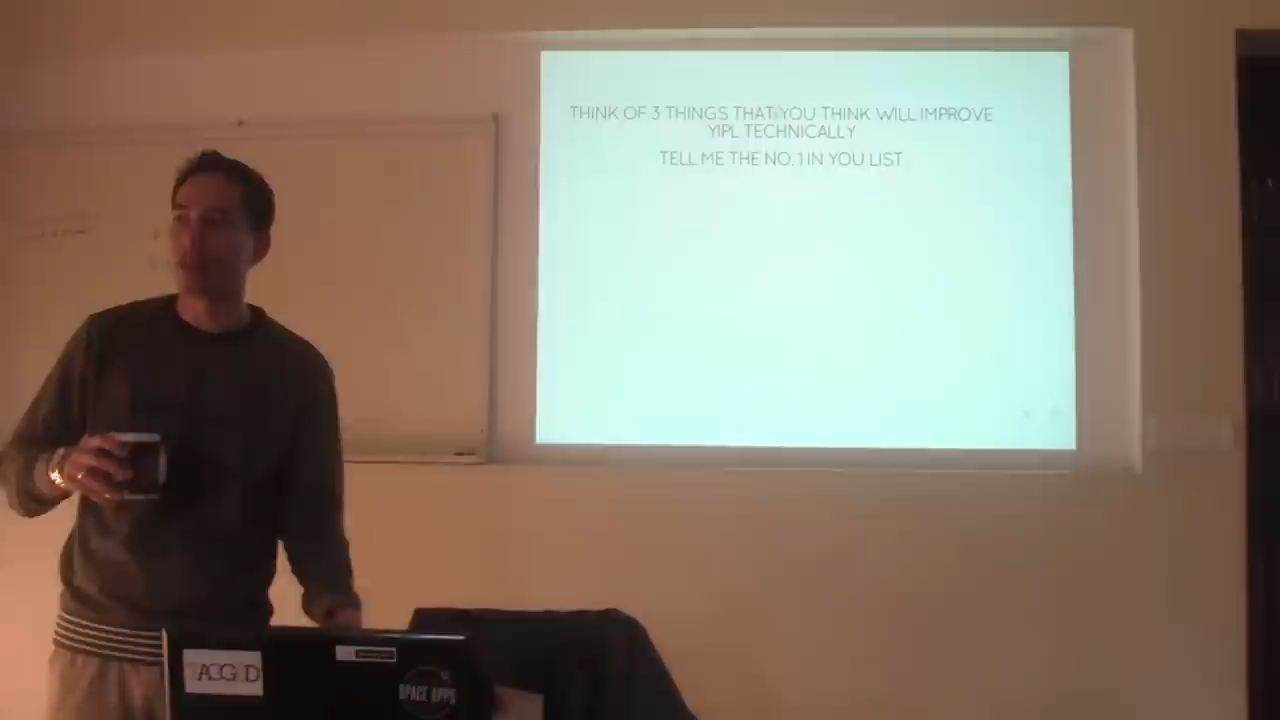 THINK OF 3 THINGS THAT YOU THINK WILL IMPROVE
YIPL TECHNICALLY
TELL ME THE NO. 1 IN YOU LIST
SPACE APPS